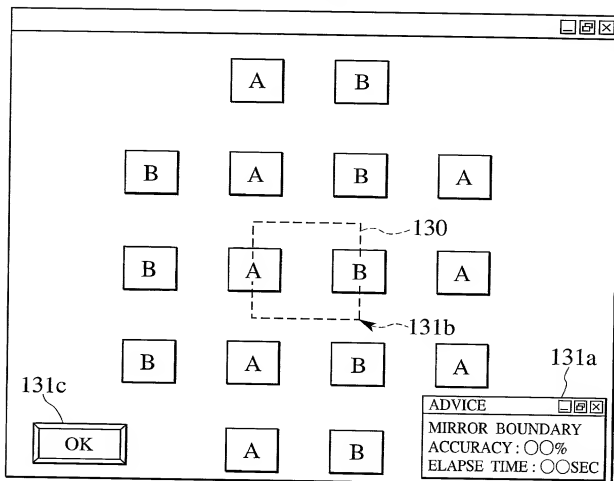 A B
B A B A
130
B A B A
131b
B A B A
131c
131a
ADVICE
MIRROR BOUNDARY
ACCURACY : ○○%
ELAPSE TIME : ○○SEC
OK
A B